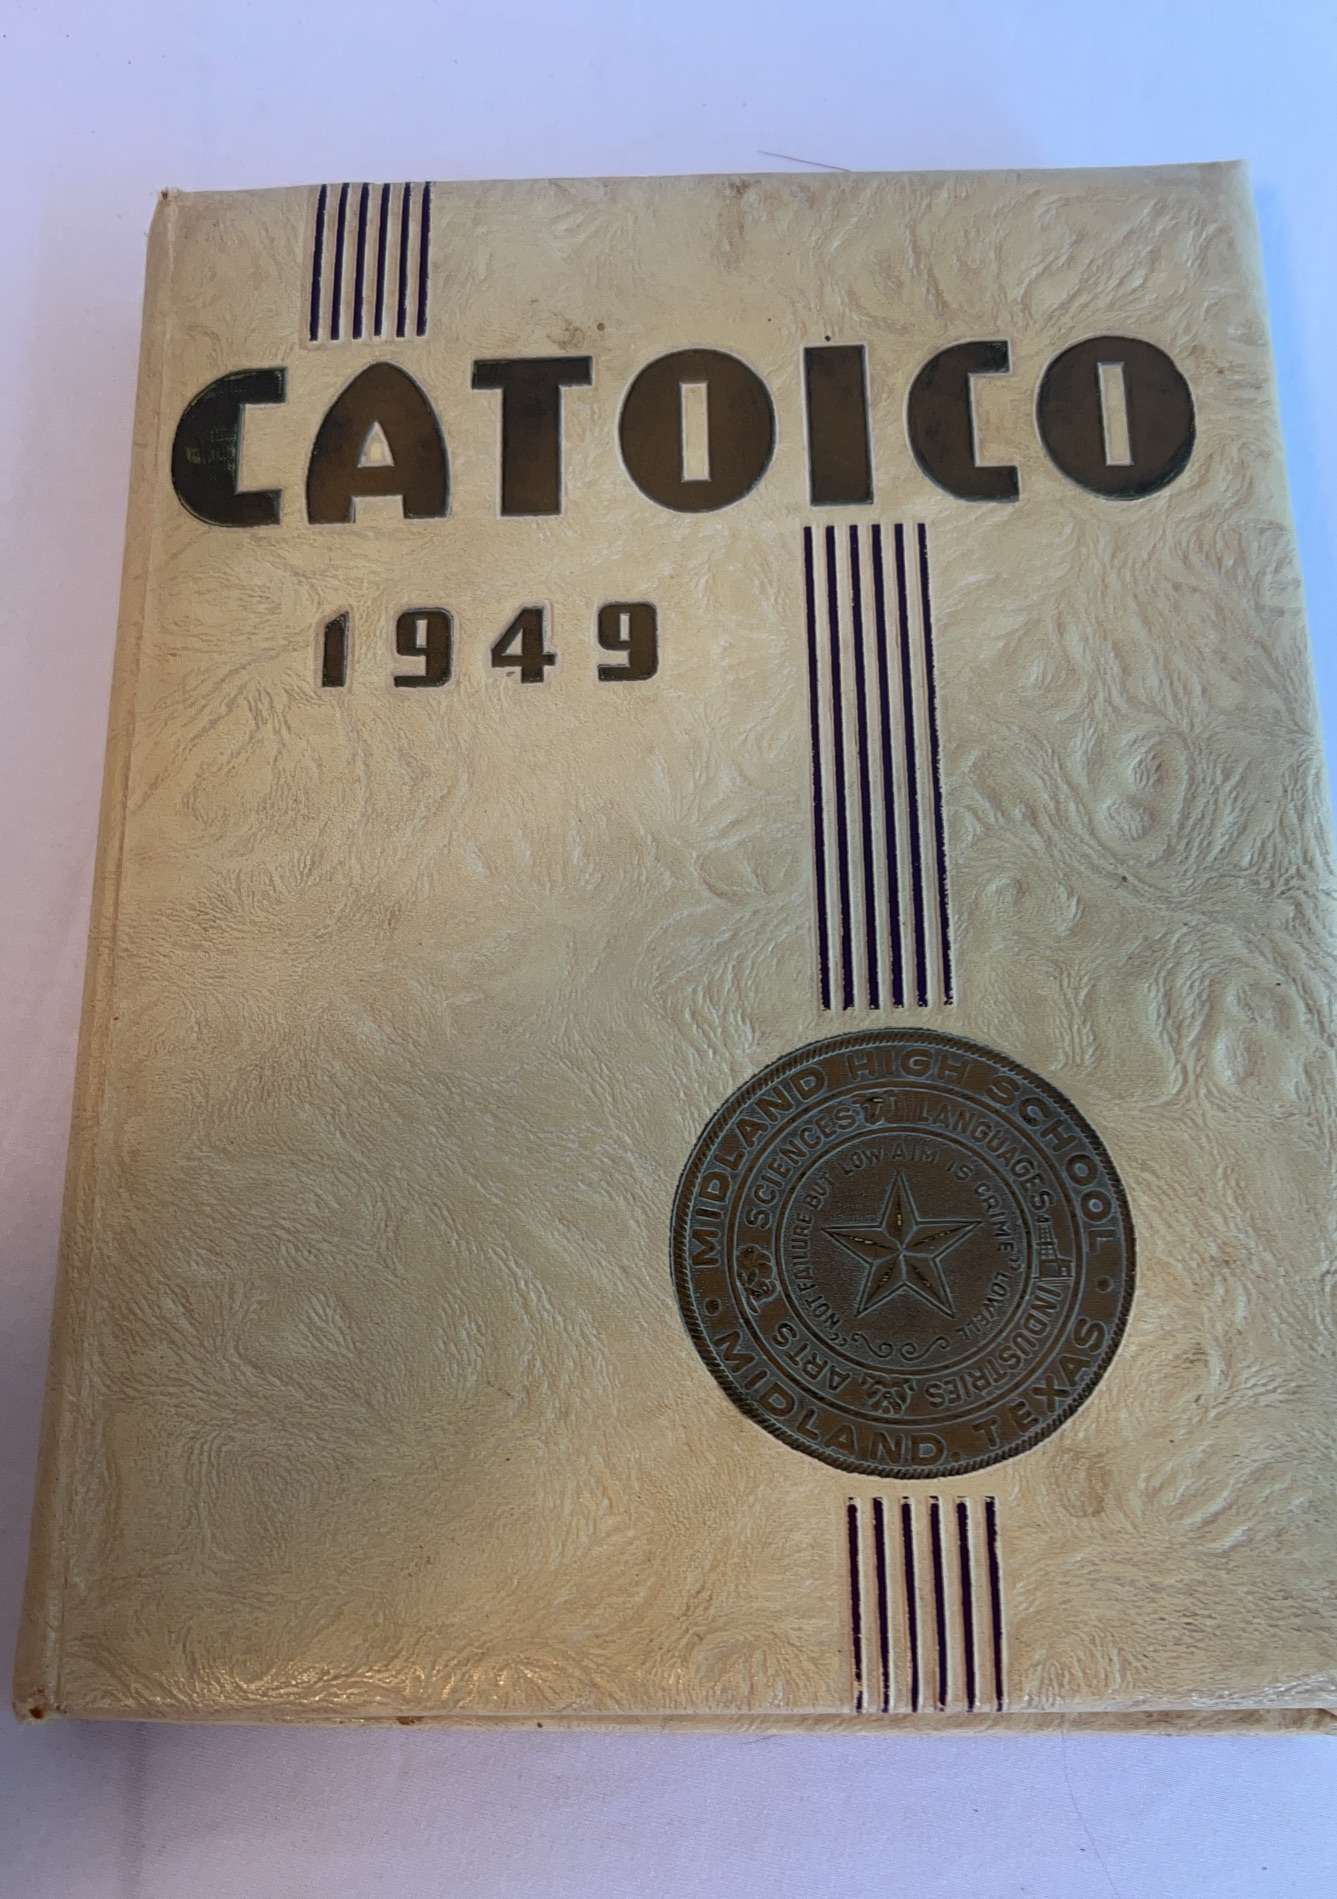 CATOICO
1949
MIDLAND HIGH SCHOOL
SCIENCES LANGUAGES
"NOT FAILURE BUT LOW AIM IS CRIME" LOWELL
ARTS INDUSTRIES
MIDLAND, TEXAS